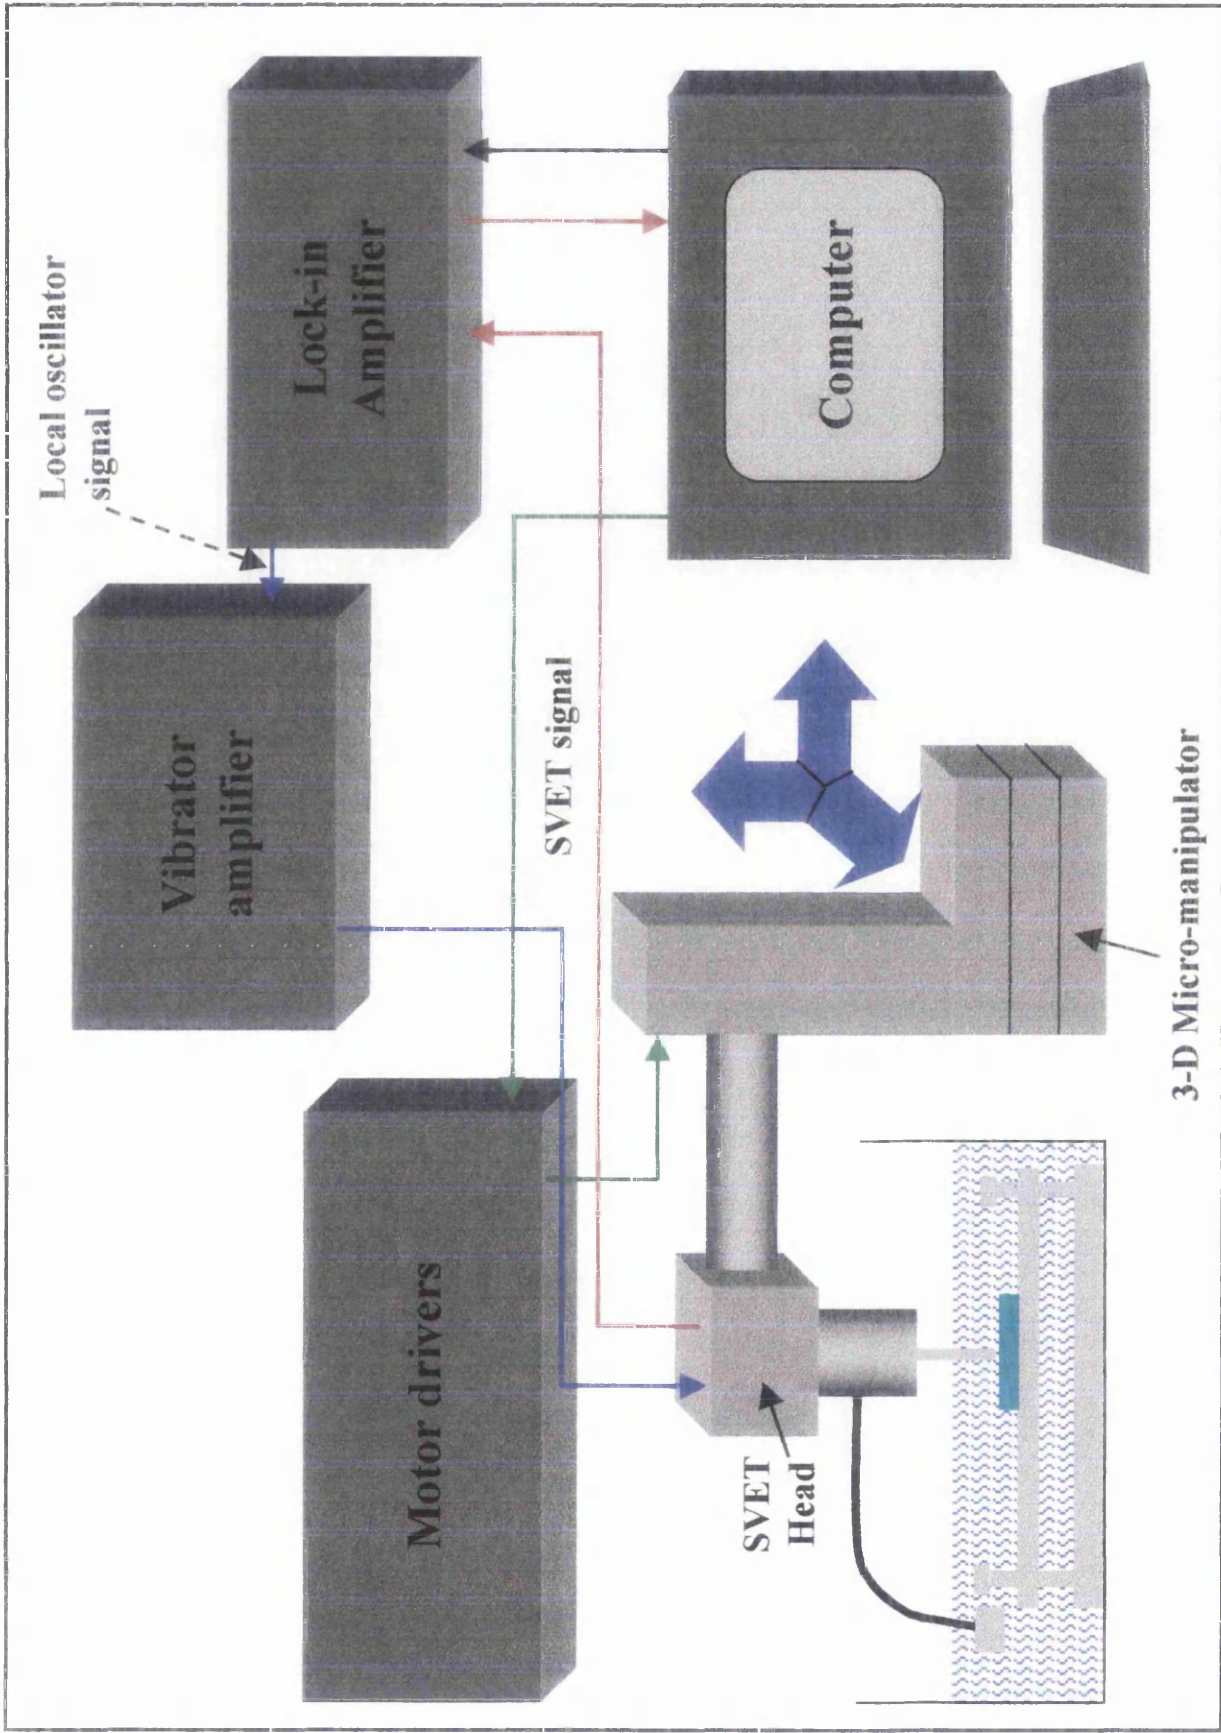 Local oscillator
signal
Lock-in
Amplifier
Vibrator
amplifier
Motor drivers
SVET signal
Computer
SVET
Head
3-D Micro-manipulator